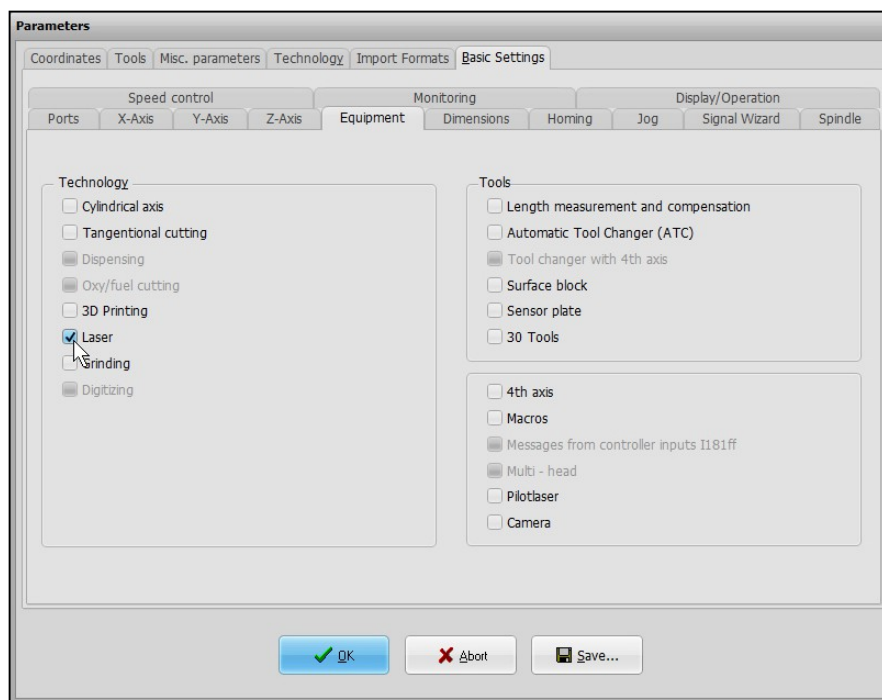 Parameters
Coordinates Tools Misc. parameters Technology Import Formats Basic Settings
Speed control Monitoring Display/Operation
Ports X-Axis Y-Axis Z-Axis Equipment Dimensions Homing Jog Signal Wizard Spindle
Technology
Cylindrical axis
Tangentional cutting
Dispensing
Oxy/fuel cutting
3D Printing
Laser
Grinding
Digitizing
Tools
Length measurement and compensation
Automatic Tool Changer (ATC)
Tool changer with 4th axis
Surface block
Sensor plate
30 Tools
4th axis
Macros
Messages from controller inputs I181ff
Multi - head
Pilotlaser
Camera
OK Abort Save...